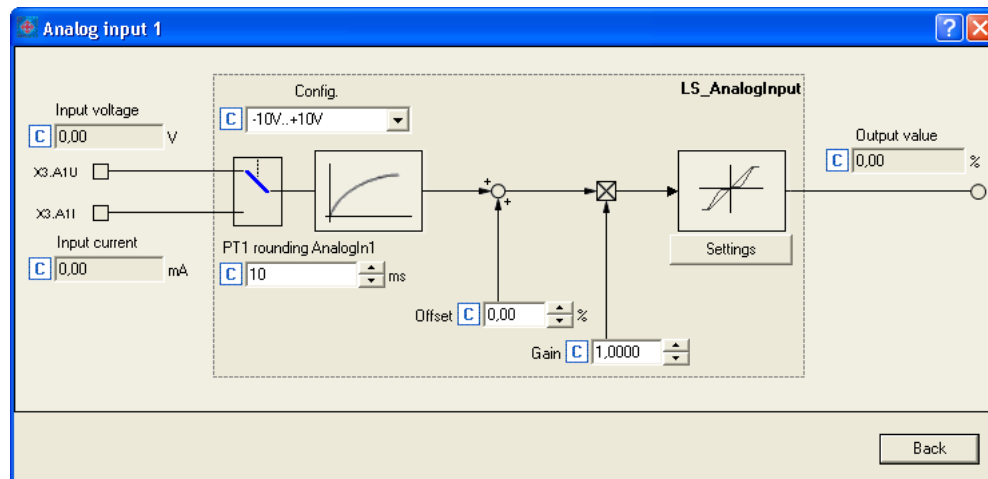 Analog input 1
LS_AnalogInput
Config.
C -10V..+10V
Input voltage
C 0,00 V
Output value
C 0,00 %
X3.A1U
X3.A1I
Input current
C 0,00 mA
PT1 rounding AnalogIn1
C 10 ms
Settings
Offset C 0,00 %
Gain C 1,0000
Back